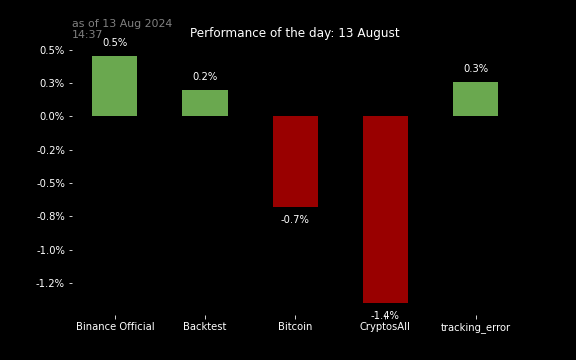 as of 13 Aug 2024
14:37
Performance of the day: 13 August
0.5%
0.3%
0.0%
-0.2%
-0.5%
-0.8%
-1.0%
-1.2%
0.5%
0.2%
-0.7%
-1.4%
0.3%
Binance Official
Backtest
Bitcoin
CryptosAll
tracking_error